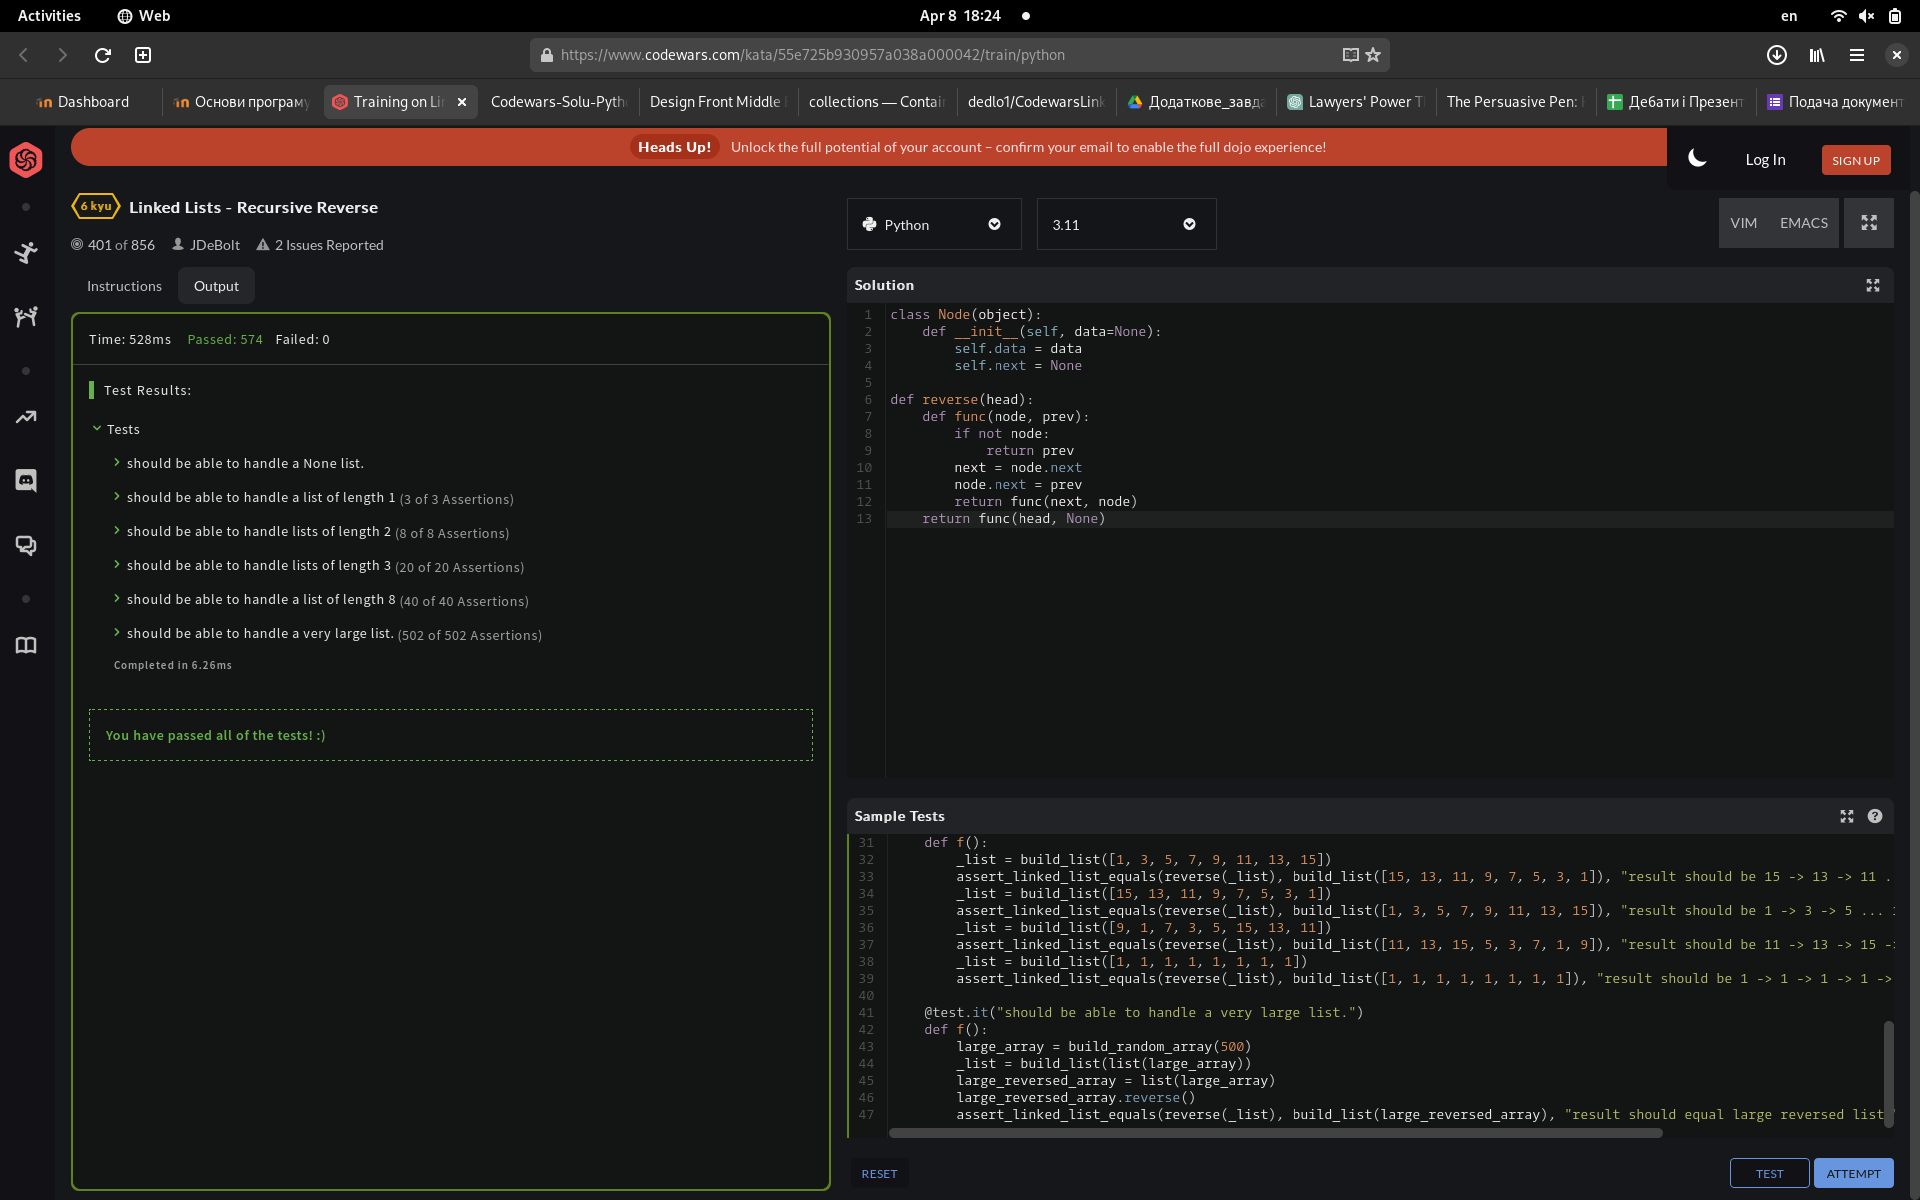 Activities
Web
Apr 8 18:24
en
https://www.codewars.com/kata/55e725b930957a038a000042/train/python
Dashboard
Основи програму
Training on Li
Codewars-Solu-Pyth
Design Front Middle
collections — Contai
dedlo1/CodewarsLink
Додаткове_завда
Lawyers' Power T
The Persuasive Pen:
Дебати і Презент
Подача документ
Heads Up! Unlock the full potential of your account – confirm your email to enable the full dojo experience!
Log In
SIGN UP
6 kyu
Linked Lists - Recursive Reverse
401 of 856
JDeBolt
2 Issues Reported
Instructions
Output
Time: 528ms Passed: 574 Failed: 0
Test Results:
Tests
should be able to handle a None list.
should be able to handle a list of length 1 (3 of 3 Assertions)
should be able to handle lists of length 2 (8 of 8 Assertions)
should be able to handle lists of length 3 (20 of 20 Assertions)
should be able to handle a list of length 8 (40 of 40 Assertions)
should be able to handle a very large list. (502 of 502 Assertions)
Completed in 6.26ms
You have passed all of the tests! :)
Python
3.11
VIM
EMACS
Solution
1 class Node(object):
2     def __init__(self, data=None):
3         self.data = data
4         self.next = None
5
6 def reverse(head):
7     def func(node, prev):
8         if not node:
9             return prev
10         next = node.next
11         node.next = prev
12         return func(next, node)
13     return func(head, None)
Sample Tests
31     def f():
32         _list = build_list([1, 3, 5, 7, 9, 11, 13, 15])
33         assert_linked_list_equals(reverse(_list), build_list([15, 13, 11, 9, 7, 5, 3, 1]), "result should be 15 -> 13 -> 11 .
34         _list = build_list([15, 13, 11, 9, 7, 5, 3, 1])
35         assert_linked_list_equals(reverse(_list), build_list([1, 3, 5, 7, 9, 11, 13, 15]), "result should be 1 -> 3 -> 5 ... 1
36         _list = build_list([9, 1, 7, 3, 5, 15, 13, 11])
37         assert_linked_list_equals(reverse(_list), build_list([11, 13, 15, 5, 3, 7, 1, 9]), "result should be 11 -> 13 -> 15 ->
38         _list = build_list([1, 1, 1, 1, 1, 1, 1, 1])
39         assert_linked_list_equals(reverse(_list), build_list([1, 1, 1, 1, 1, 1, 1, 1]), "result should be 1 -> 1 -> 1 -> 1 ->
40
41     @test.it("should be able to handle a very large list.")
42     def f():
43         large_array = build_random_array(500)
44         _list = build_list(list(large_array))
45         large_reversed_array = list(large_array)
46         large_reversed_array.reverse()
47         assert_linked_list_equals(reverse(_list), build_list(large_reversed_array), "result should equal large reversed list
RESET
TEST
ATTEMPT